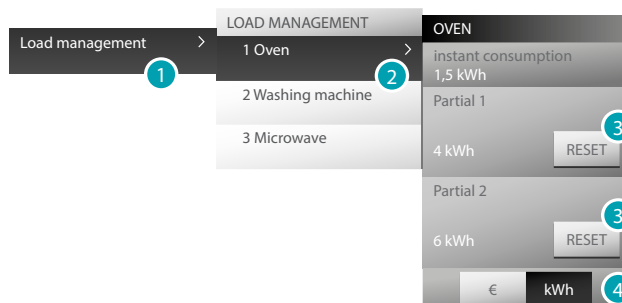 Load management
1
LOAD MANAGEMENT
1 Oven
2
2 Washing machine
3 Microwave
OVEN
instant consumption
1,5 kWh
Partial 1
3
4 kWh
RESET
Partial 2
3
6 kWh
RESET
€
kWh
4